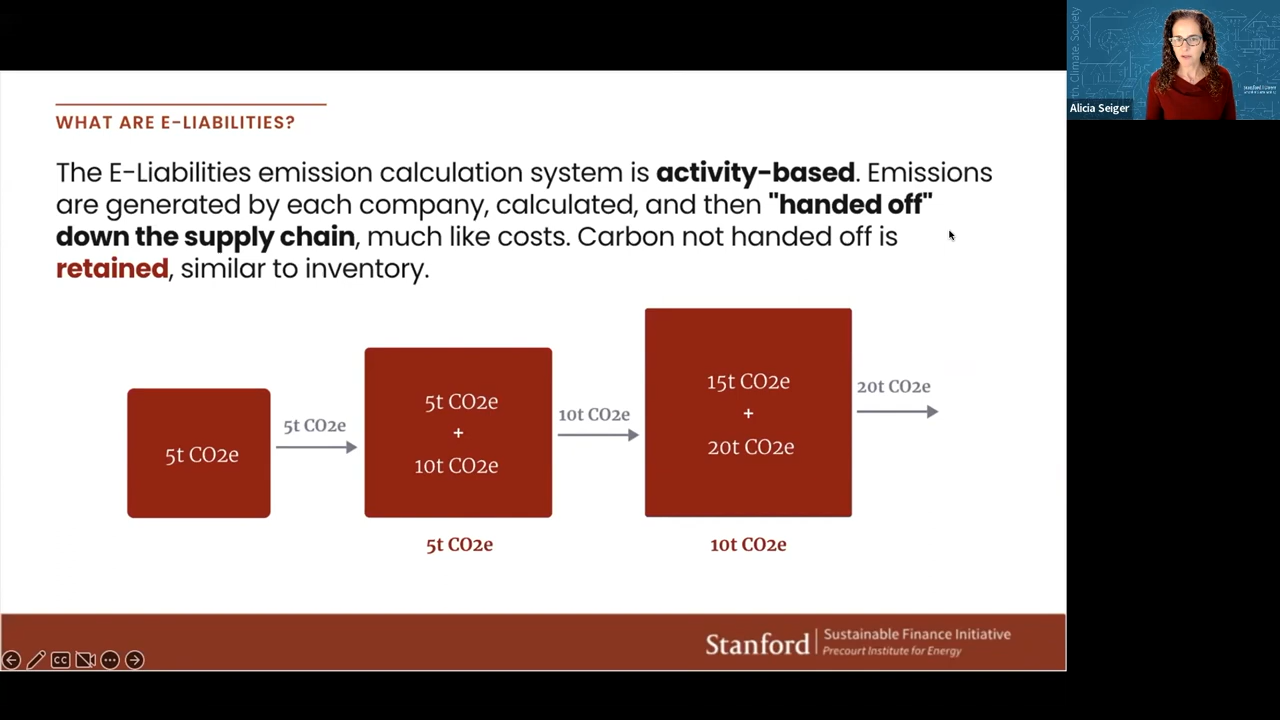 WHAT ARE E-LIABILITIES?
The E-Liabilities emission calculation system is activity-based. Emissions
are generated by each company, calculated, and then "handed off"
down the supply chain, much like costs. Carbon not handed off is
retained, similar to inventory.
5t CO2e
5t CO2e
5t CO2e
+
10t CO2e
5t CO2e
10t CO2e
15t CO2e
+
20t CO2e
10t CO2e
20t CO2e
Stanford
Sustainable Finance Initiative
Precourt Institute for Energy
CC
Alicia Seiger